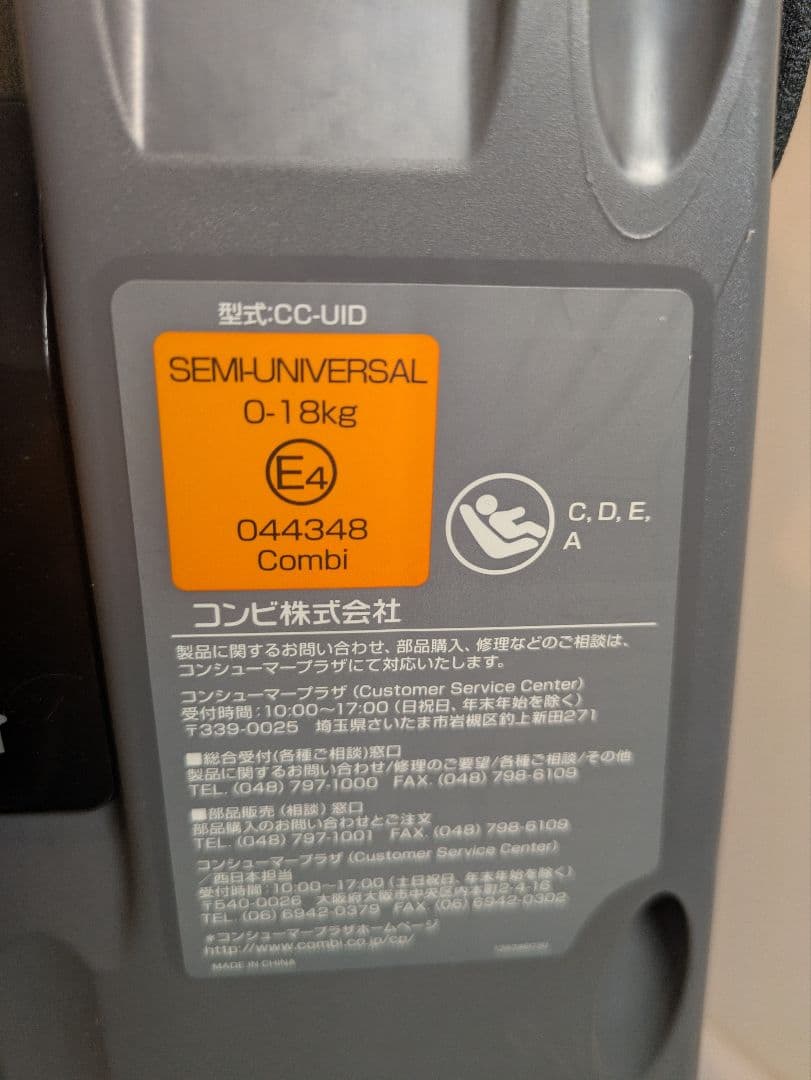 型式:CC-UID
SEMI-UNIVERSAL
0-18kg
E4
044348
Combi
C, D, E,
A
コンビ株式会社
製品に関するお問い合わせ、部品購入、修理などのご相談は、
コンシューマープラザにて対応いたします。
コンシューマープラザ (Customer Service Center)
受付時間:10:00〜17:00 (日祝日、年末年始を除く)
〒339-0025 埼玉県さいたま市岩槻区釣上新田271
■総合受付(各種ご相談)窓口
製品に関するお問い合わせ/修理のご要望/各種ご相談/その他
TEL. (048) 797-1000 FAX. (048) 798-6109
■部品販売 (相談) 窓口
部品購入のお問い合わせとご注文
TEL. (048) 797-1001 FAX. (048) 798-6109
コンシューマープラザ (Customer Service Center)
/西日本担当
受付時間:10:00〜17:00 (土日祝日、年末年始を除く)
〒540-0026 大阪府大阪市中央区内本町2-4-16
TEL. (06) 6942-0379 FAX (06) 6942-0302
*コンシューマープラザホームページ
http://www.combi.co.jp/cp/
MADE IN CHINA